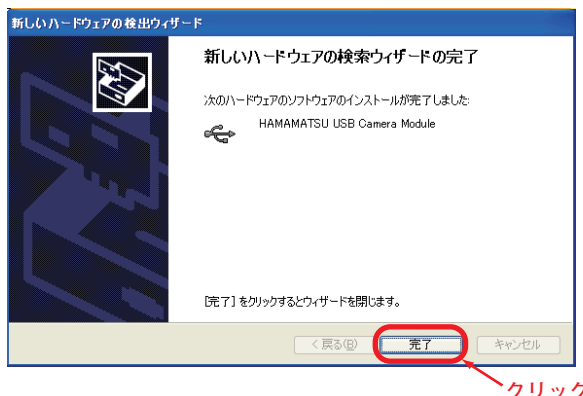 新しいハードウェアの検出ウィザード
新しいハードウェアの検索ウィザードの完了
次のハードウェアのソフトウェアのインストールが完了しました:
HAMAMATSU USB Camera Module
[完了] をクリックするとウィザードを閉じます。
< 戻る(B)
完了
キャンセル
クリック